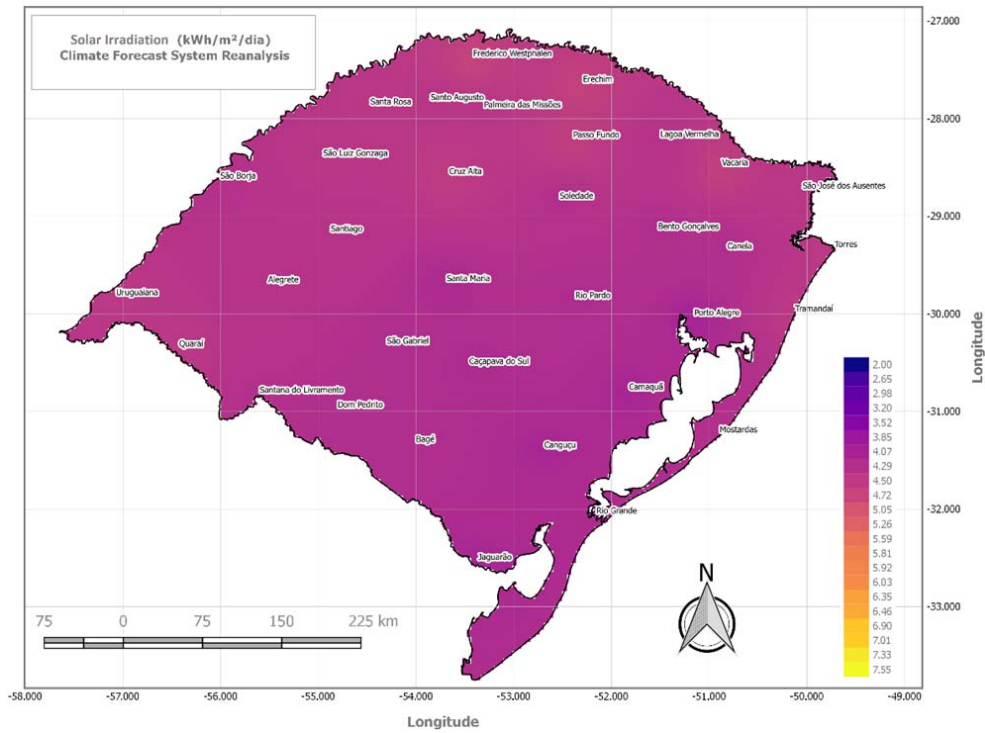 Solar Irradiation (kWh/m²/dia)
Climate Forecast System Reanalysis
-27.000
Frederico Westphalen
Erechim
Santa Rosa
Santo Augusto
Palmeira das Missões
-28.000
Passo Fundo
Lagoa Vermelha
São Luiz Gonzaga
Vacaria
Cruz Alta
São Borja
São José dos Ausentes
Soledade
-29.000
Santiago
Bento Gonçalves
Canela
Torres
Santa Maria
Alegrete
Uruguaiana
Rio Pardo
Tramandaí
Porto Alegre
-30.000
Quaraí
São Gabriel
Caçapava do Sul
Longitude
Santana do Livramento
Camaquã
Dom Pedrito
-31.000
Mostardas
Bagé
Canguçu
-32.000
Rio Grande
Jaguarão
-33.000
2.00
2.65
2.98
3.20
3.52
3.85
4.07
4.29
4.50
4.72
5.05
5.26
5.59
5.81
5.92
6.03
6.35
6.46
6.90
7.01
7.33
7.55
N
75 0 75 150 225 km
-58.000 -57.000 -56.000 -55.000 -54.000 -53.000 -52.000 -51.000 -50.000 -49.000
Longitude